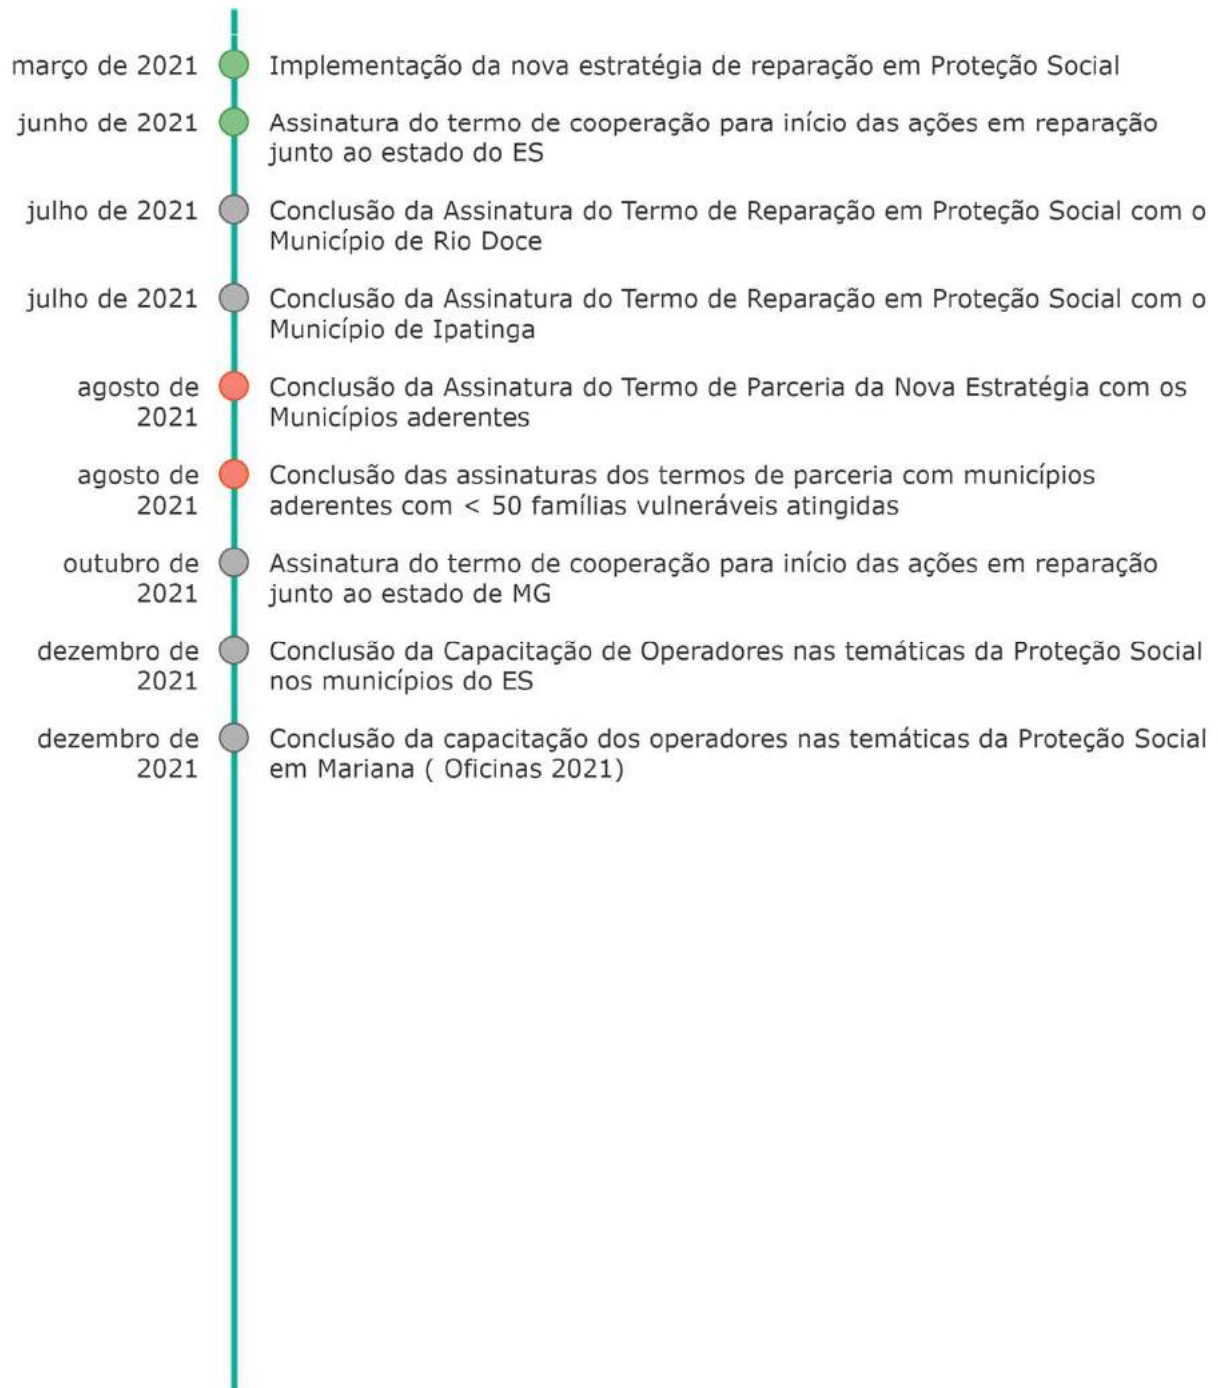 março de 2021 Implementação da nova estratégia de reparação em Proteção Social
junho de 2021 Assinatura do termo de cooperação para início das ações em reparação
junto ao estado do ES
julho de 2021 Conclusão da Assinatura do Termo de Reparação em Proteção Social com o
Município de Rio Doce
julho de 2021 Conclusão da Assinatura do Termo de Reparação em Proteção Social com o
Município de Ipatinga
agosto de Conclusão da Assinatura do Termo de Parceria da Nova Estratégia com os
2021 Municípios aderentes
agosto de Conclusão das assinaturas dos termos de parceria com municípios
2021 aderentes com < 50 famílias vulneráveis atingidas
outubro de Assinatura do termo de cooperação para início das ações em reparação
2021 junto ao estado de MG
dezembro de Conclusão da Capacitação de Operadores nas temáticas da Proteção Social
2021 nos municípios do ES
dezembro de Conclusão da capacitação dos operadores nas temáticas da Proteção Social
2021 em Mariana ( Oficinas 2021)